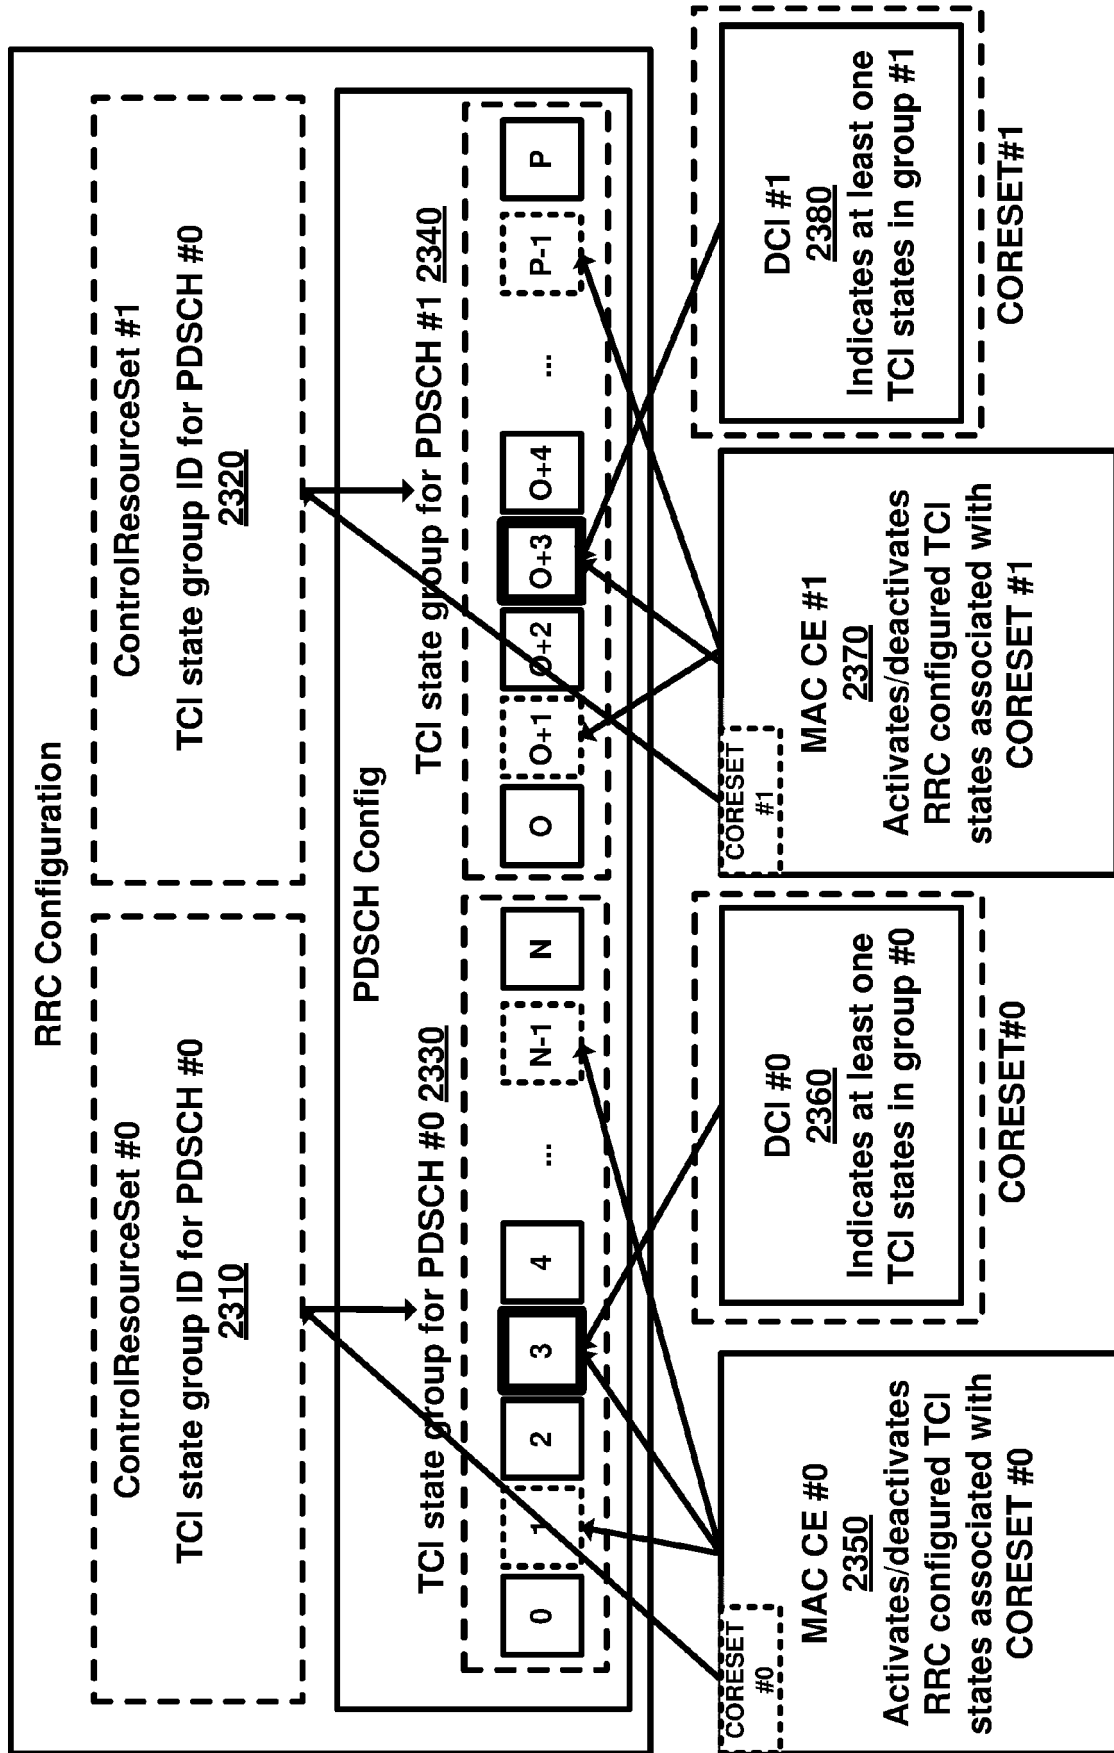 RRC Configuration
ControlResourceSet #0
TCI state group ID for PDSCH #0
2310
ControlResourceSet #1
TCI state group ID for PDSCH #0
2320
PDSCH Config
TCI state group for PDSCH #0 2330
0
1
2
3
4
...
N-1
N
TCI state group for PDSCH #1 2340
O
O+1
O+2
O+3
O+4
...
P-1
P
CORESET
#0
MAC CE #0
2350
Activates/deactivates
RRC configured TCI
states associated with
CORESET #0
DCI #0
2360
Indicates at least one
TCI states in group #0
CORESET#0
CORESET
#1
MAC CE #1
2370
Activates/deactivates
RRC configured TCI
states associated with
CORESET #1
DCI #1
2380
Indicates at least one
TCI states in group #1
CORESET#1